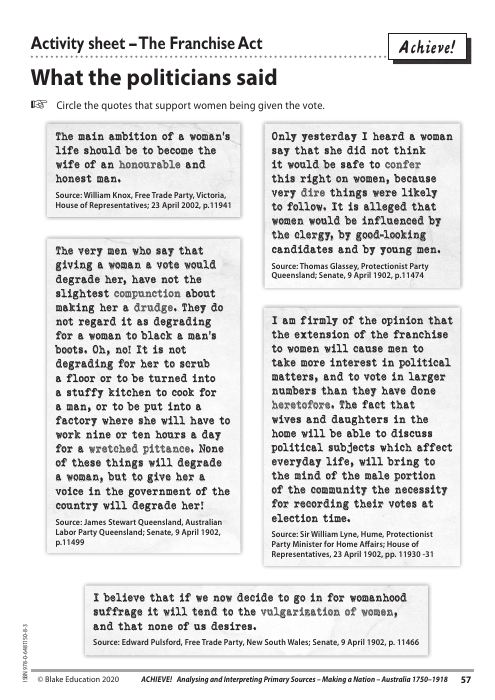 Activity sheet – The Franchise Act
Achieve!
What the politicians said
Circle the quotes that support women being given the vote.
The main ambition of a woman's
life should be to become the
wife of an honourable and
honest man.
Source: William Knox, Free Trade Party, Victoria,
House of Representatives; 23 April 2002, p.11941
The very men who say that
giving a woman a vote would
degrade her, have not the
slightest compunction about
making her a drudge. They do
not regard it as degrading
for a woman to black a man's
boots. Oh, no! It is not
degrading for her to scrub
a floor or to be turned into
a stuffy kitchen to cook for
a man, or to be put into a
factory where she will have to
work nine or ten hours a day
for a wretched pittance. None
of these things will degrade
a woman, but to give her a
voice in the government of the
country will degrade her!
Source: James Stewart Queensland, Australian
Labor Party Queensland; Senate, 9 April 1902,
p.11499
Only yesterday I heard a woman
say that she did not think
it would be safe to confer
this right on women, because
very dire things were likely
to follow. It is alleged that
women would be influenced by
the clergy, by good-looking
candidates and by young men.
Source: Thomas Glassey, Protectionist Party
Queensland; Senate, 9 April 1902, p.11474
I am firmly of the opinion that
the extension of the franchise
to women will cause men to
take more interest in political
matters, and to vote in larger
numbers than they have done
heretofore. The fact that
wives and daughters in the
home will be able to discuss
political subjects which affect
everyday life, will bring to
the mind of the male portion
of the community the necessity
for recording their votes at
election time.
Source: Sir William Lyne, Hume, Protectionist
Party Minister for Home Affairs; House of
Representatives, 23 April 1902, pp. 11930 -31
I believe that if we now decide to go in for womanhood
suffrage it will tend to the vulgarization of women,
and that none of us desires.
Source: Edward Pulsford, Free Trade Party, New South Wales; Senate, 9 April 1902, p. 11466
© Blake Education 2020 ACHIEVE! Analysing and Interpreting Primary Sources – Making a Nation – Australia 1750–1918 57